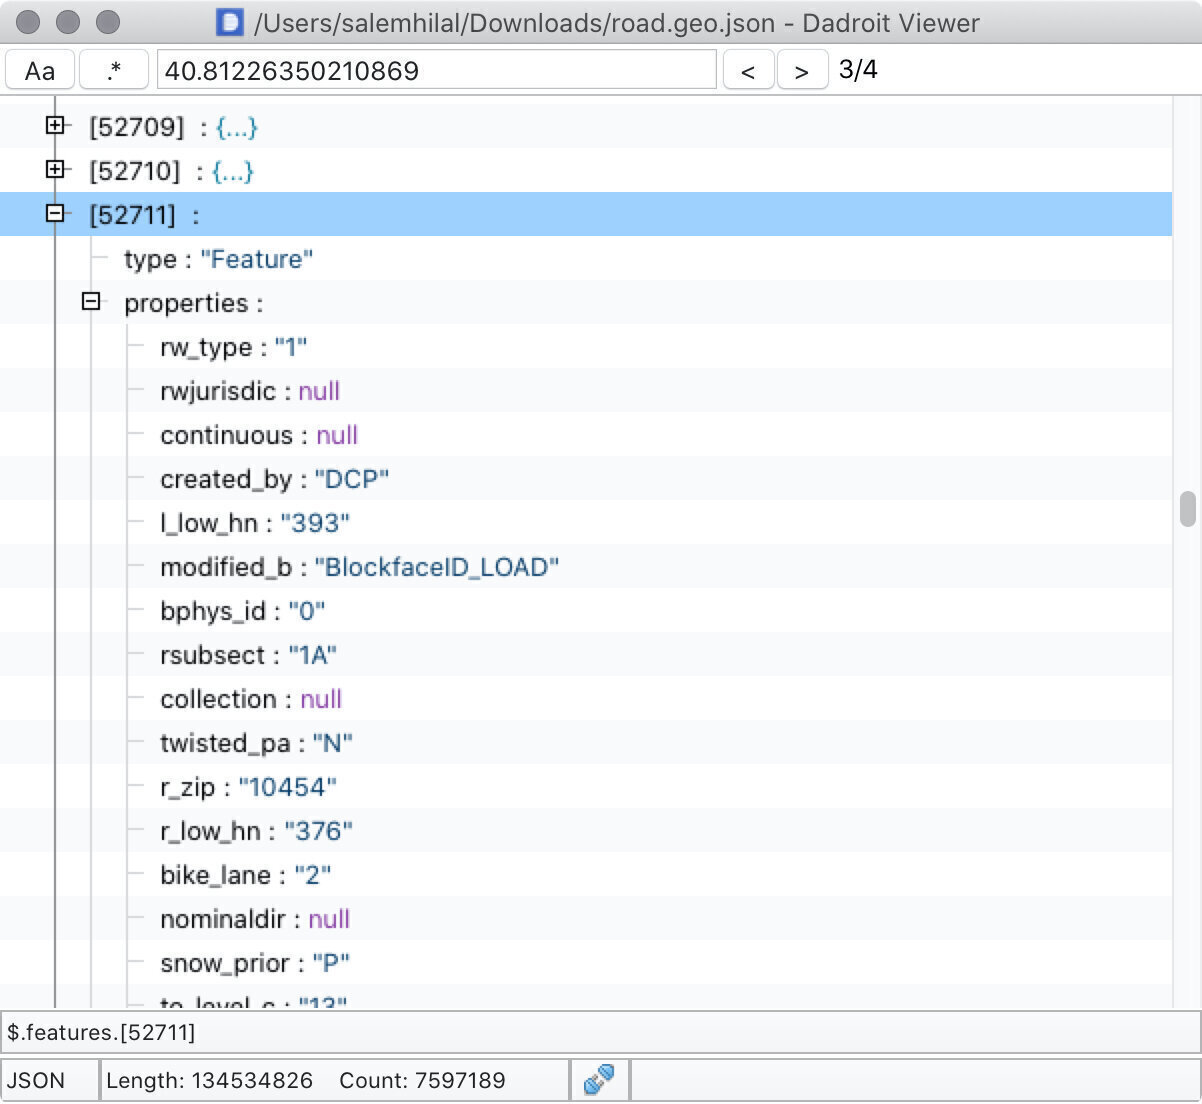 /Users/salemhilal/Downloads/road.geo.json - Dadroit Viewer
Aa .* 40.81226350210869 < > 3/4
[52709] : {...}
[52710] : {...}
[52711] :
type : "Feature"
properties :
rw_type : "1"
rwjurisdic : null
continuous : null
created_by : "DCP"
l_low_hn : "393"
modified_b : "BlockfaceID_LOAD"
bphys_id : "0"
rsubsect : "1A"
collection : null
twisted_pa : "N"
r_zip : "10454"
r_low_hn : "376"
bike_lane : "2"
nominaldir : null
snow_prior : "P"
to_level_c : "13"
$.features.[52711]
JSON Length: 134534826 Count: 7597189